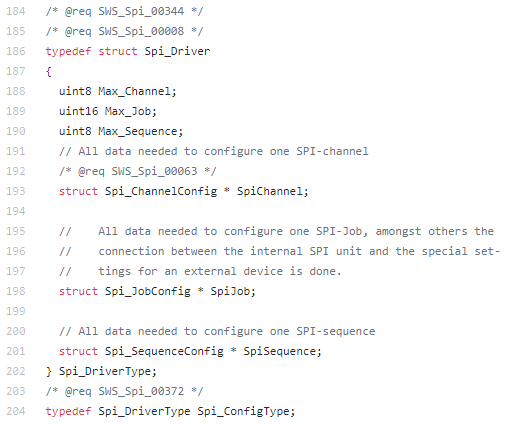 184 /* @req SWS_Spi_00344 */
185 /* @req SWS_Spi_00008 */
186 typedef struct Spi_Driver
187 {
188 uint8 Max_Channel;
189 uint16 Max_Job;
190 uint8 Max_Sequence;
191 // All data needed to configure one SPI-channel
192 /* @req SWS_Spi_00063 */
193 struct Spi_ChannelConfig * SpiChannel;
194
195 // All data needed to configure one SPI-Job, amongst others the
196 // connection between the internal SPI unit and the special set-
197 // tings for an external device is done.
198 struct Spi_JobConfig * SpiJob;
199
200 // All data needed to configure one SPI-sequence
201 struct Spi_SequenceConfig * SpiSequence;
202 } Spi_DriverType;
203 /* @req SWS_Spi_00372 */
204 typedef Spi_DriverType Spi_ConfigType;